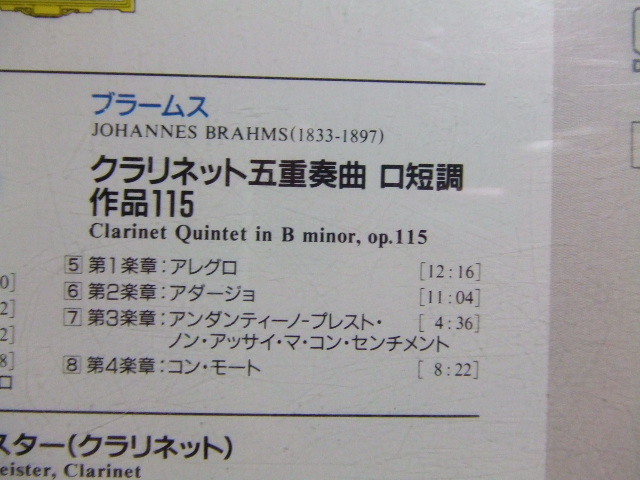 ブラームス
JOHANNES BRAHMS(1833-1897)
クラリネット五重奏曲 ロ短調
作品115
Clarinet Quintet in B minor, op.115
5 第1楽章:アレグロ [12:16]
6 第2楽章:アダージョ [11:04]
7 第3楽章:アンダンティーノ-プレスト・ [ 4:36]
ノン・アッサイ・マ・コン・センチメント
8 第4楽章:コン・モート [ 8:22]
0]
2]
2]
8]
ロ
スター(クラリネット)
eister, Clarinet